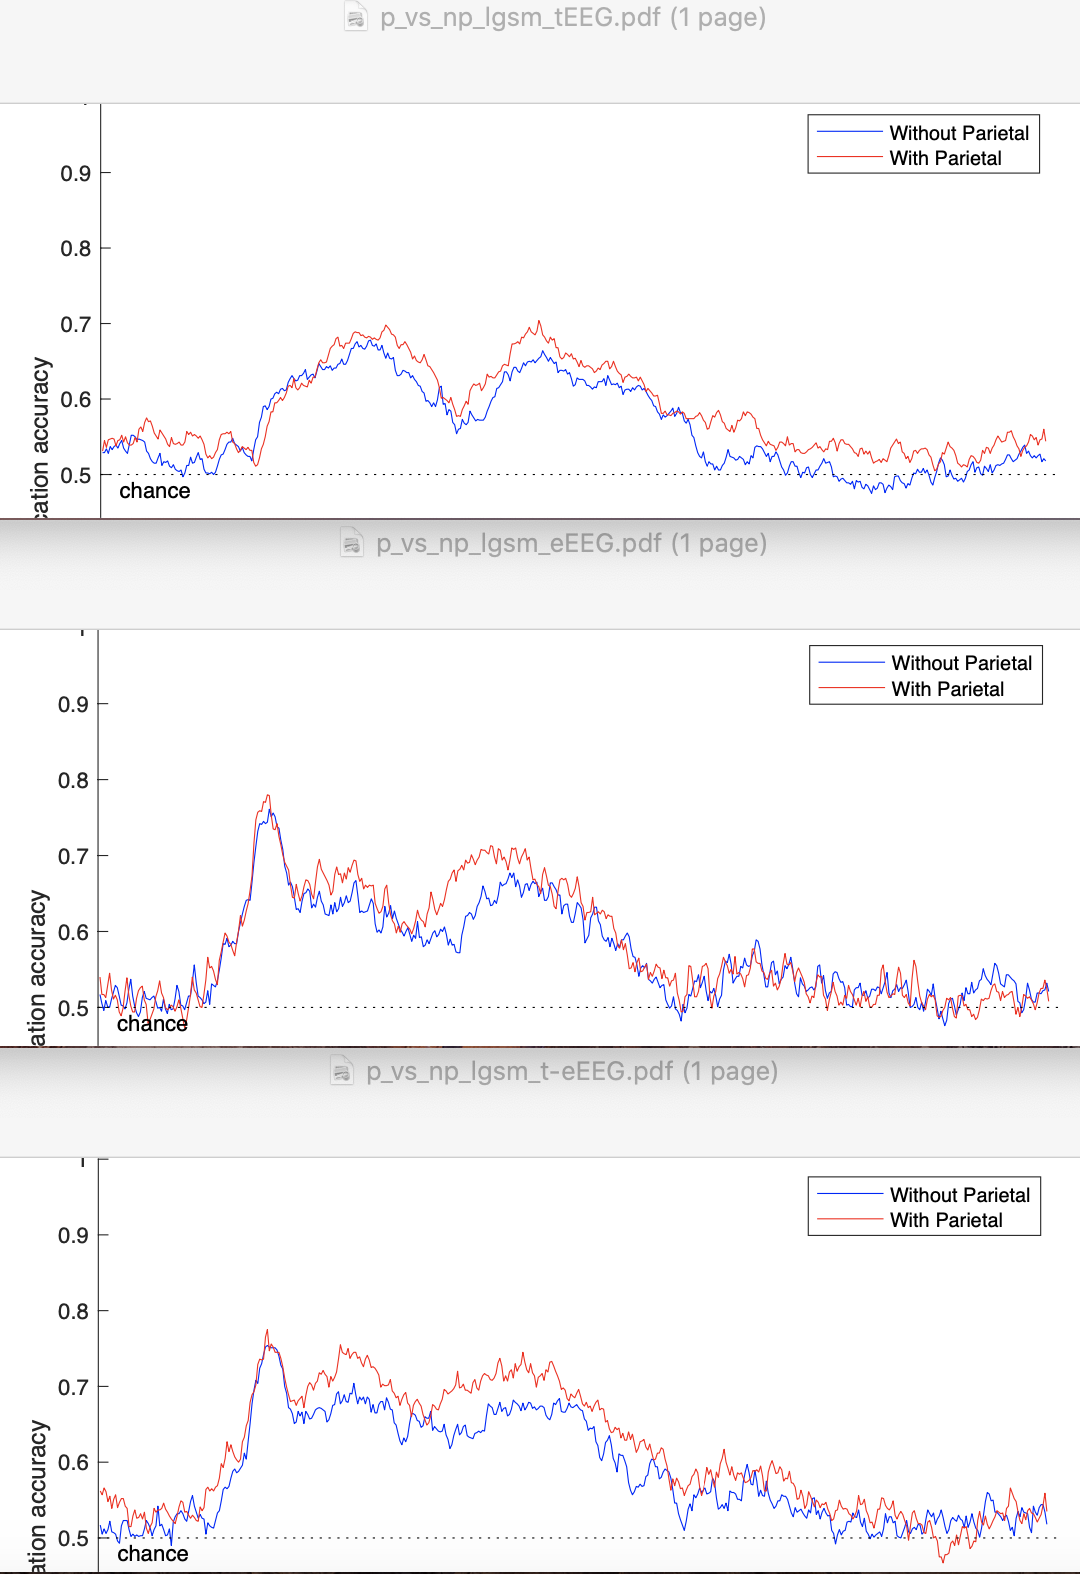 p_vs_np_lgsm_tEEG.pdf (1 page)
Without Parietal
With Parietal
0.9
0.8
0.7
0.6
0.5
cation accuracy
chance
p_vs_np_lgsm_eEEG.pdf (1 page)
Without Parietal
With Parietal
0.9
0.8
0.7
0.6
0.5
ation accuracy
chance
p_vs_np_lgsm_t-eEEG.pdf (1 page)
Without Parietal
With Parietal
0.9
0.8
0.7
0.6
0.5
ation accuracy
chance